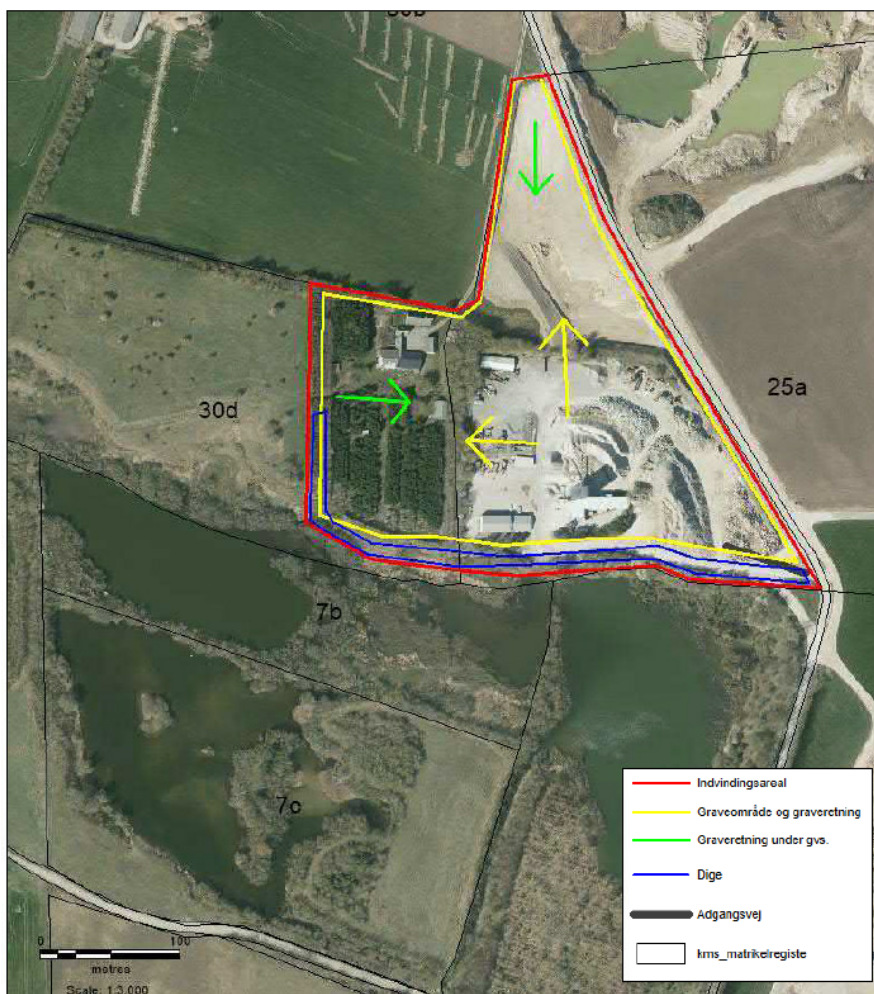 30d
25a
7b
7c
Indvindingsareal
Graveområde og graveretning
Graveretning under gvs.
Dige
Adgangsvej
kms_matrikelregiste
0 100
metres
Scale: 1:3.000